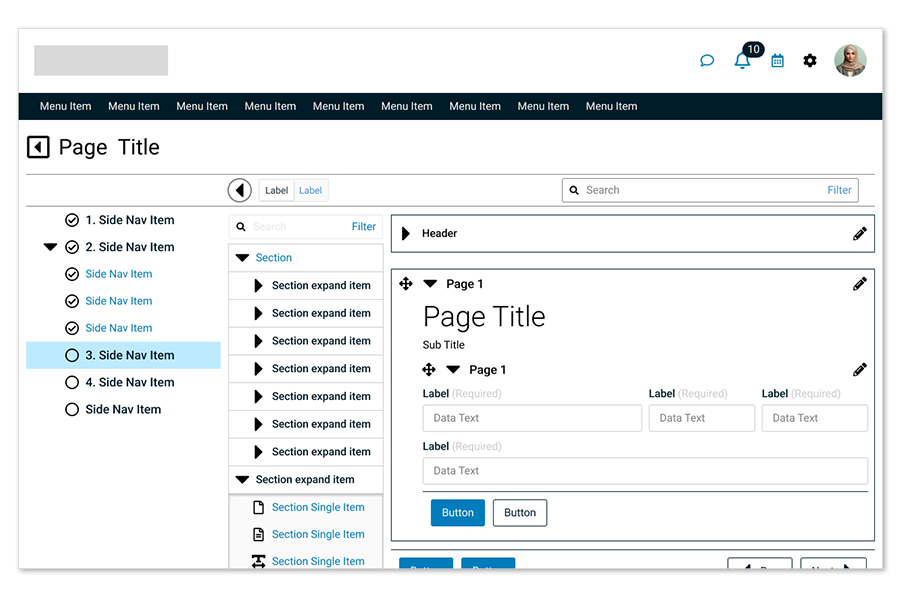 10
Menu Item Menu Item Menu Item Menu Item Menu Item Menu Item Menu Item Menu Item Menu Item
Page Title
Label Label
Search Filter
1. Side Nav Item
2. Side Nav Item
Side Nav Item
Side Nav Item
Side Nav Item
3. Side Nav Item
4. Side Nav Item
Side Nav Item
Search Filter
Section
Section expand item
Section expand item
Section expand item
Section expand item
Section expand item
Section expand item
Section expand item
Section expand item
Section Single Item
Section Single Item
Section Single Item
Header
Page 1
Page Title
Sub Title
Page 1
Label (Required) Label (Required) Label (Required)
Data Text Data Text Data Text
Label (Required)
Data Text
Button Button